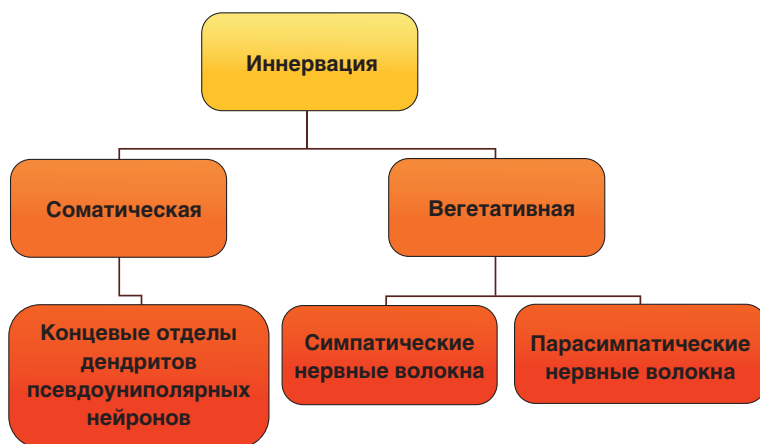 Иннервация
Соматическая
Вегетативная
Концевые отделы
дендритов
псевдоуниполярных
нейронов
Симпатические
нервные волокна
Парасимпатические
нервные волокна